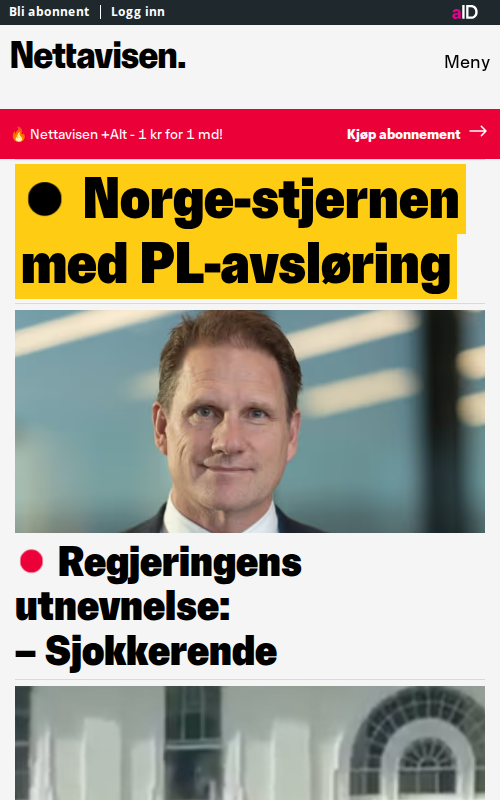 Bli abonnent | Logg inn
aID
Nettavisen.
Meny
🔥 Nettavisen +Alt - 1 kr for 1 md!
Kjøp abonnement →
● Norge-stjernen
med PL-avsløring
● Regjeringens
utnevnelse:
– Sjokkerende